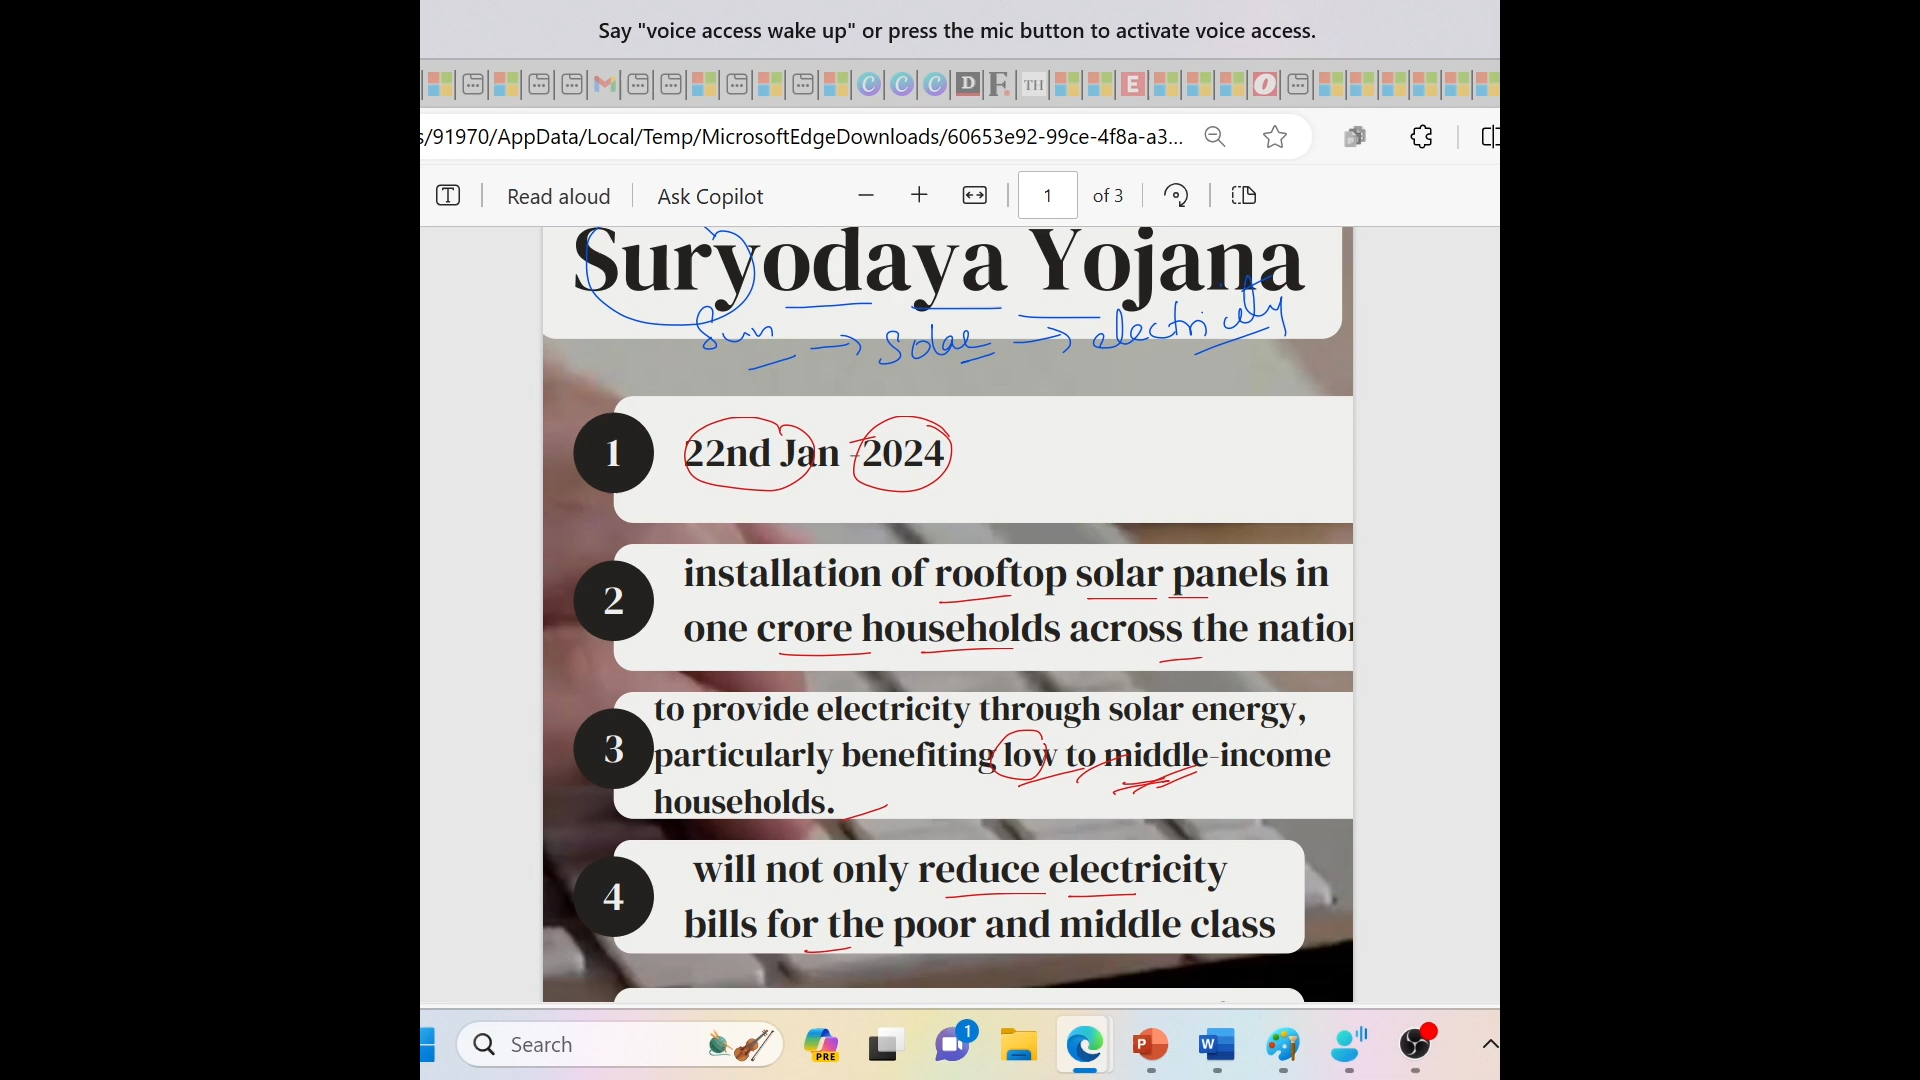 Say "voice access wake up" or press the mic button to activate voice access.
D F. TH E
/91970/AppData/Local/Temp/MicrosoftEdgeDownloads/60653e92-99ce-4f8a-a3...
Read aloud Ask Copilot 1 of 3
Suryodaya Yojana
Sun → Solar → electricity
1 22nd Jan -2024
2 installation of rooftop solar panels in
one crore households across the nation
3 to provide electricity through solar energy,
particularly benefiting low to middle-income
households.
4 will not only reduce electricity
bills for the poor and middle class
Search PRE 1 P W